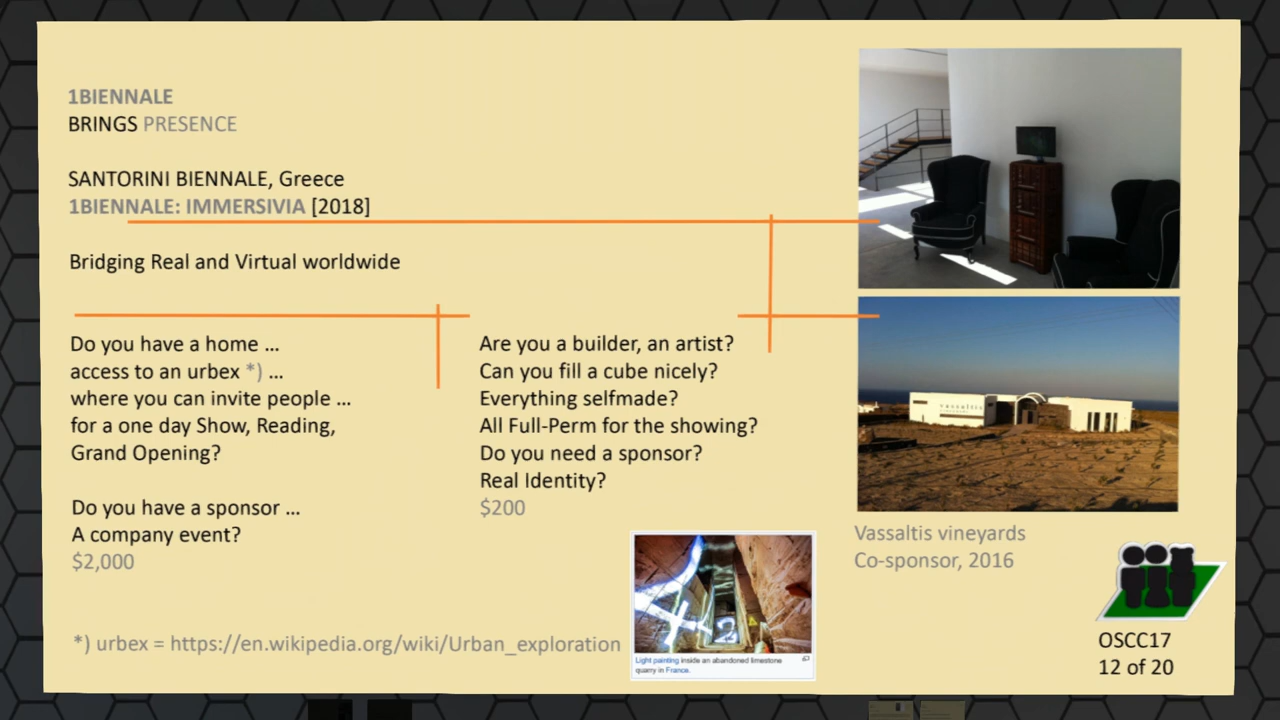 1BIENNALE
BRINGS PRESENCE
SANTORINI BIENNALE, Greece
1BIENNALE: IMMERSIVIA [2018]
Bridging Real and Virtual worldwide
Do you have a home ...
access to an urbex *) ...
where you can invite people ...
for a one day Show, Reading,
Grand Opening?
Do you have a sponsor ...
A company event?
$2,000
Are you a builder, an artist?
Can you fill a cube nicely?
Everything selfmade?
All Full-Perm for the showing?
Do you need a sponsor?
Real Identity?
$200
vassaltis
Vassaltis vineyards
Co-sponsor, 2016
*) urbex = https://en.wikipedia.org/wiki/Urban_exploration
Light painting inside an abandoned limestone
quarry in France.
OSCC17
12 of 20